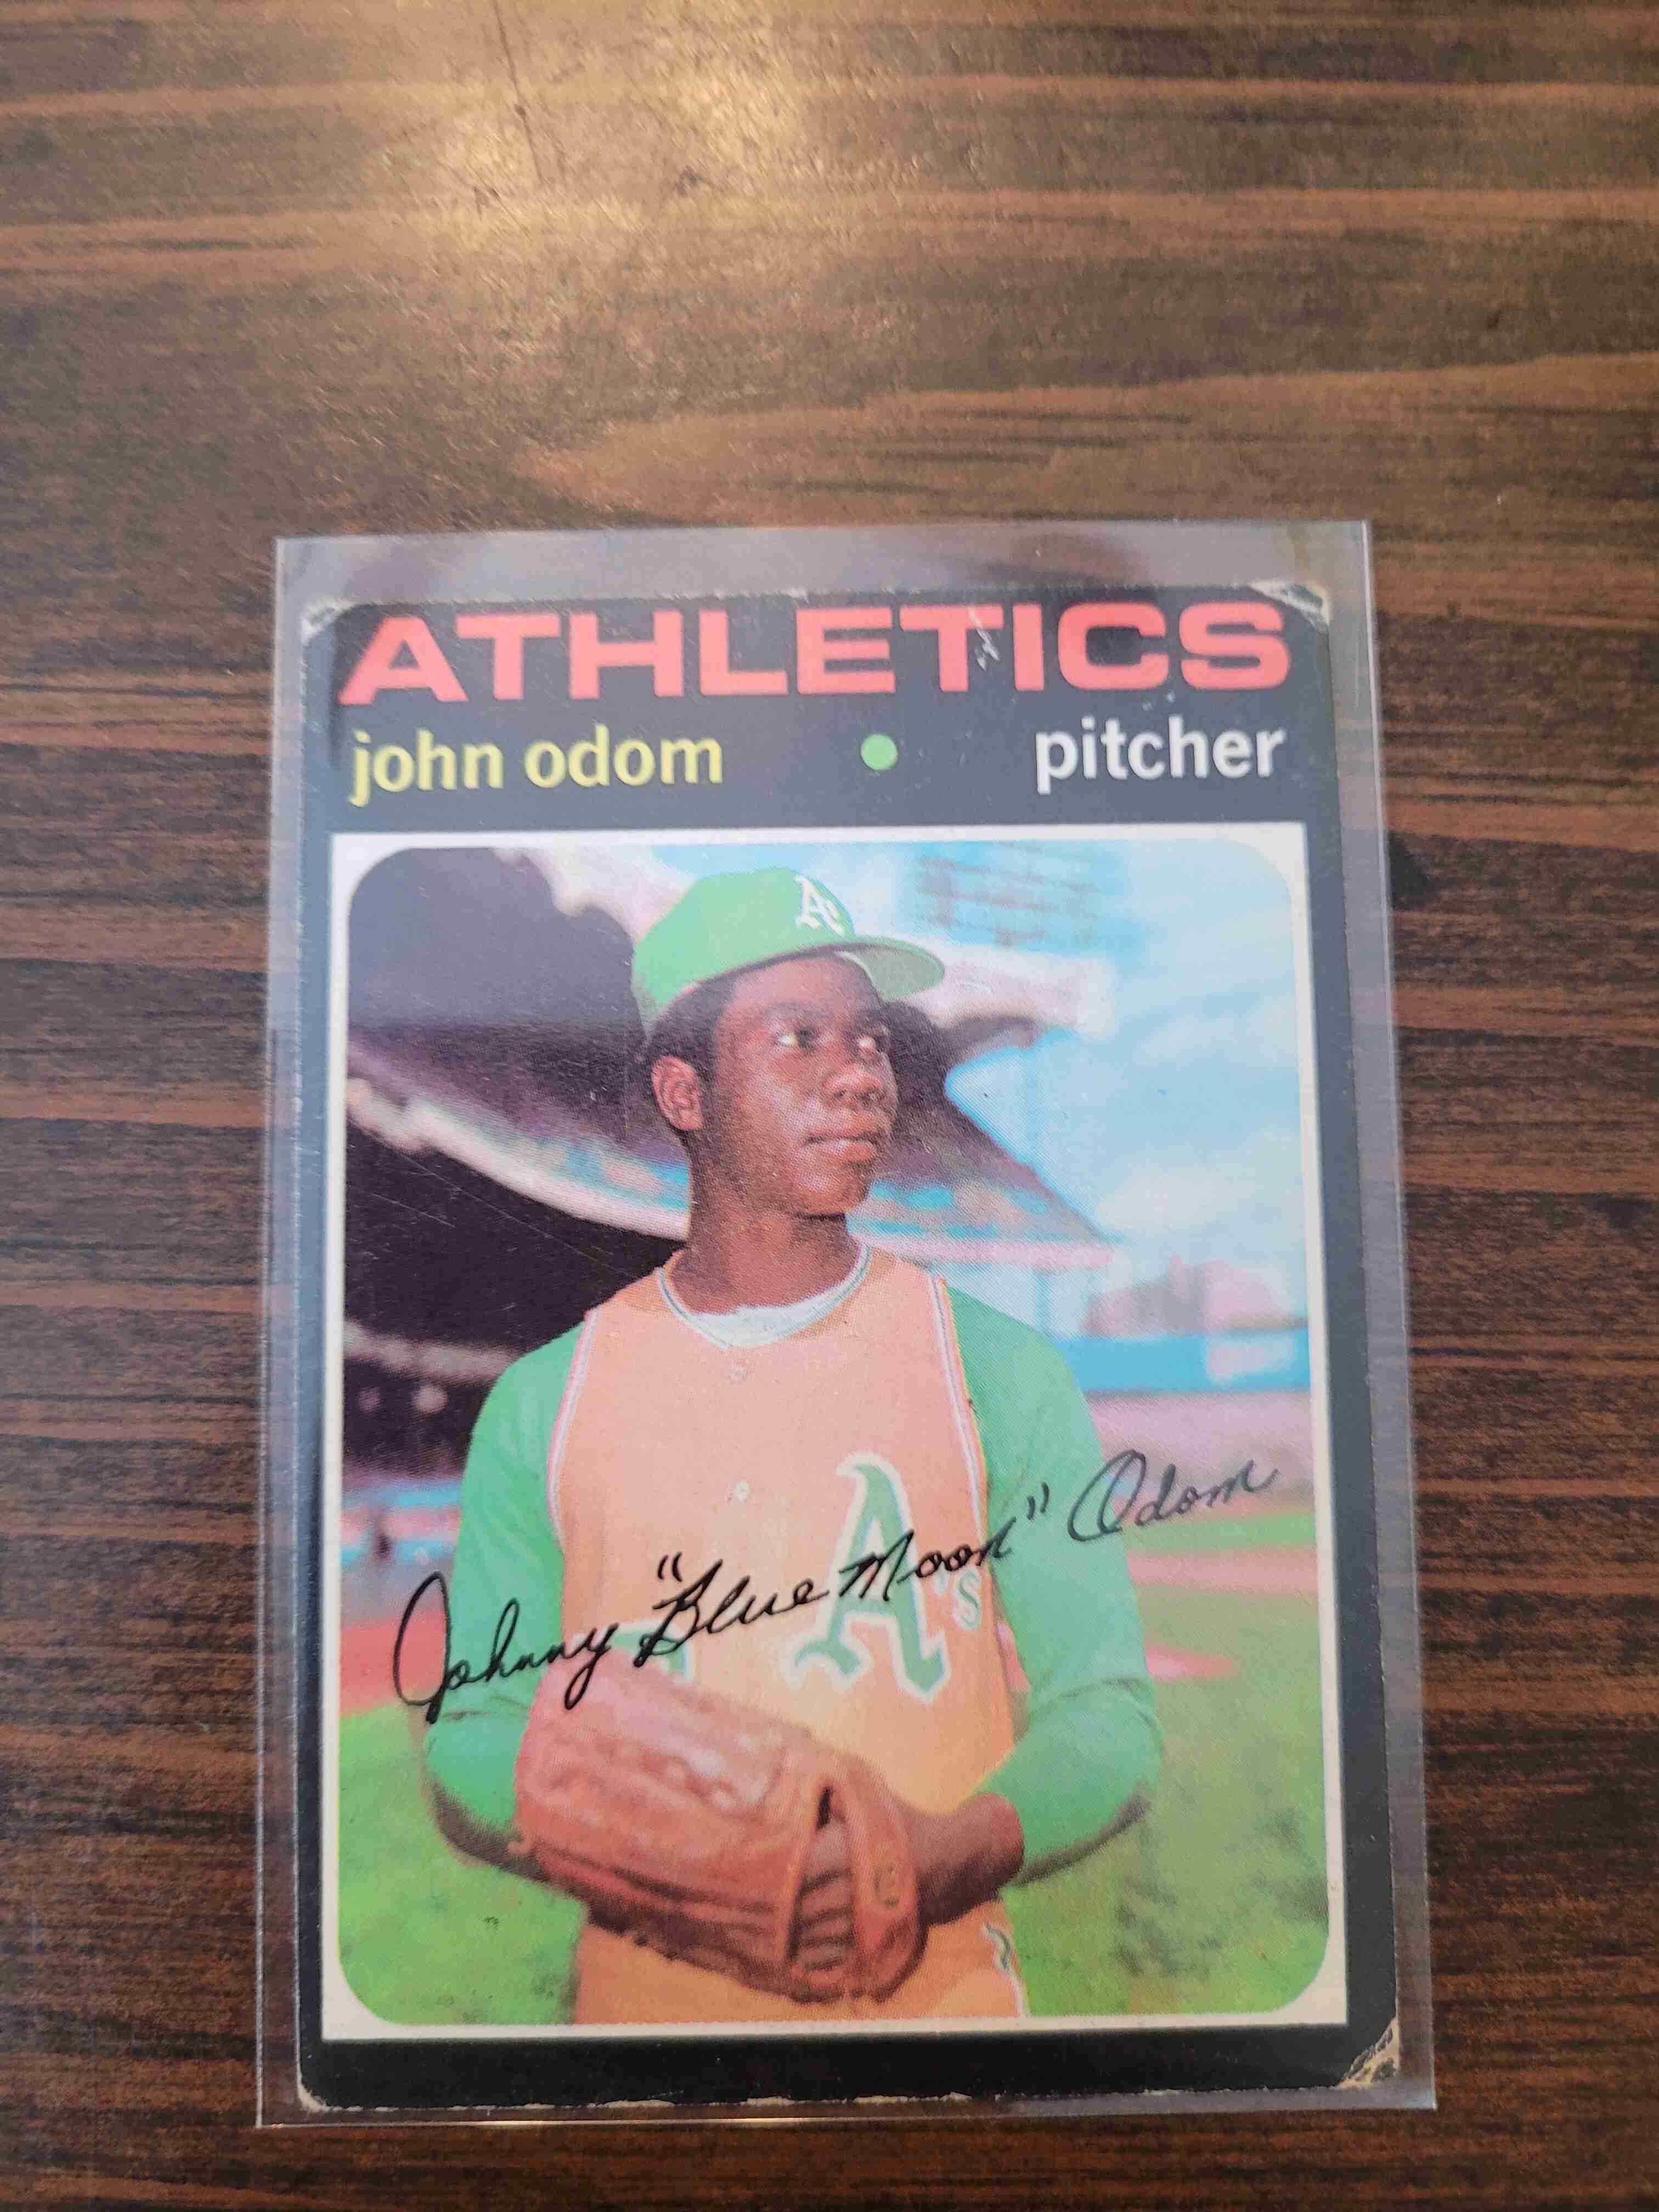 ATHLETICS
john odom • pitcher
A's
A's
Johnny "Blue Moon" Odom